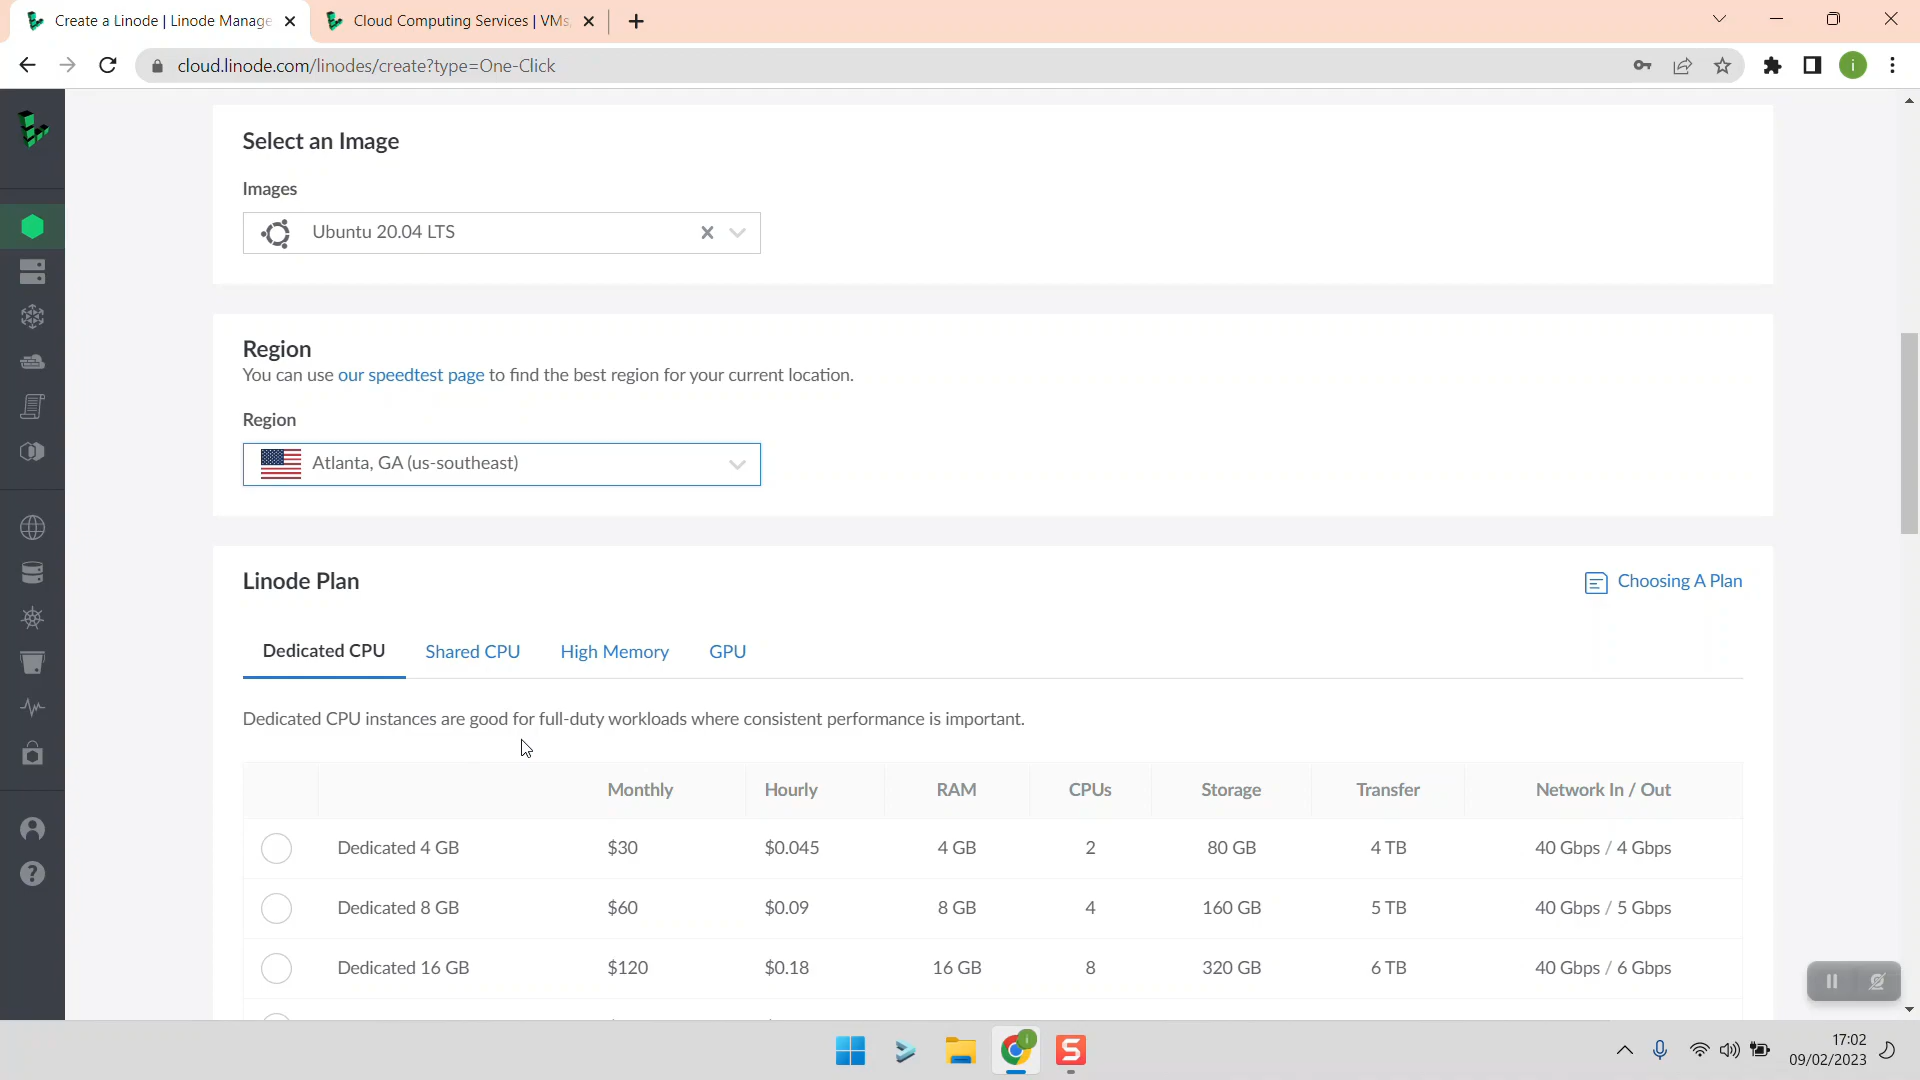 Create a Linode | Linode Manage
Cloud Computing Services | VMs,
cloud.linode.com/linodes/create?type=One-Click
i
Select an Image
Images
Ubuntu 20.04 LTS
Region
You can use our speedtest page to find the best region for your current location.
Region
Atlanta, GA (us-southeast)
Linode Plan
Choosing A Plan
Dedicated CPU Shared CPU High Memory GPU
Dedicated CPU instances are good for full-duty workloads where consistent performance is important.
Monthly Hourly RAM CPUs Storage Transfer Network In / Out
Dedicated 4 GB $30 $0.045 4 GB 2 80 GB 4 TB 40 Gbps / 4 Gbps
Dedicated 8 GB $60 $0.09 8 GB 4 160 GB 5 TB 40 Gbps / 5 Gbps
Dedicated 16 GB $120 $0.18 16 GB 8 320 GB 6 TB 40 Gbps / 6 Gbps
i
S
17:02
09/02/2023